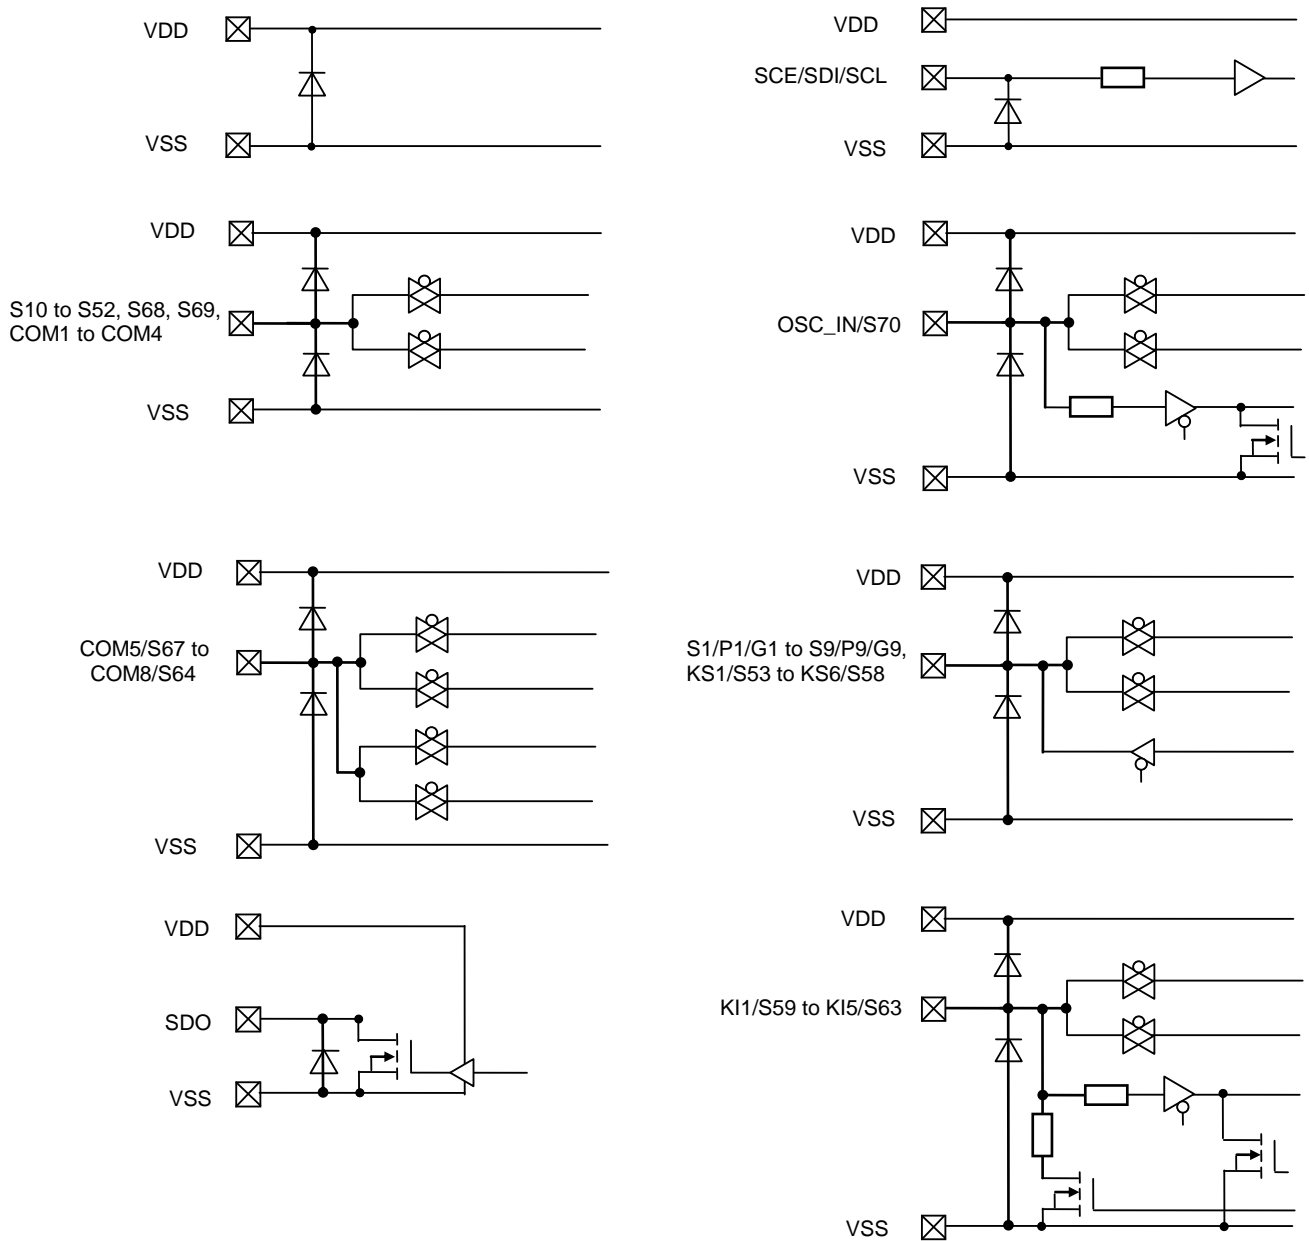 VDD
VSS
VDD
SCE/SDI/SCL
VSS
VDD
S10 to S52, S68, S69,
COM1 to COM4
VSS
VDD
OSC_IN/S70
VSS
VDD
COM5/S67 to
COM8/S64
VSS
VDD
S1/P1/G1 to S9/P9/G9,
KS1/S53 to KS6/S58
VSS
VDD
SDO
VSS
VDD
KI1/S59 to KI5/S63
VSS